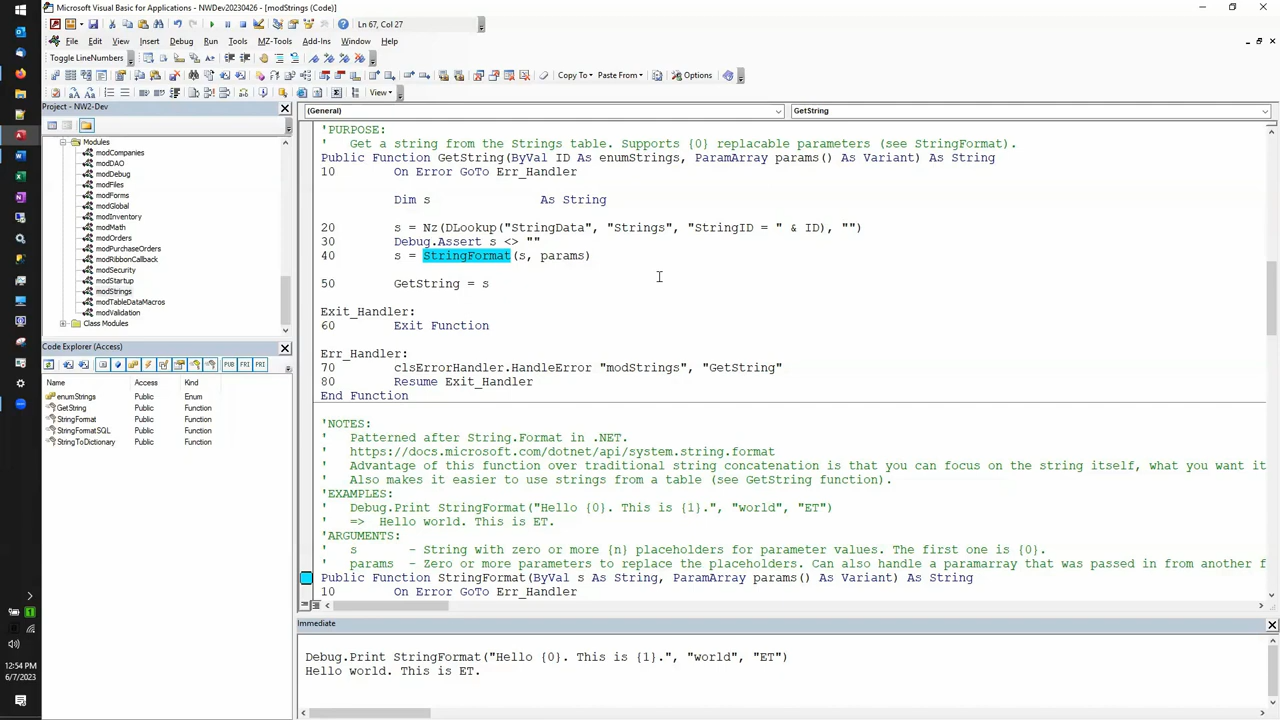 Microsoft Visual Basic for Applications - NWDev20230426 - [modStrings (Code)]
Ln 67, Col 27
File Edit View Insert Debug Run Tools MZ-Tools Add-Ins Window Help
Toggle LineNumbers
Copy To Paste From Options
View
Project - NW2-Dev
Modules
modCompanies
modDAO
modDebug
modFiles
modForms
modGlobal
modInventory
modMath
modOrders
modPurchaseOrders
modRibbonCallback
modSecurity
modStartup
modStrings
modTableDataMacros
modValidation
Class Modules
Code Explorer (Access)
PUB FRI PRI
Name Access Kind
enumStrings Public Enum
GetString Public Function
StringFormat Public Function
StringFormatSQL Public Function
StringToDictionary Public Function
(General) GetString
'PURPOSE:
' Get a string from the Strings table. Supports {0} replacable parameters (see StringFormat).
Public Function GetString(ByVal ID As enumStrings, ParamArray params() As Variant) As String
10 On Error GoTo Err_Handler
Dim s As String
20 s = Nz(DLookup("StringData", "Strings", "StringID = " & ID), "")
30 Debug.Assert s <> ""
40 s = StringFormat(s, params)
50 GetString = s
Exit_Handler:
60 Exit Function
Err_Handler:
70 clsErrorHandler.HandleError "modStrings", "GetString"
80 Resume Exit_Handler
End Function
'NOTES:
' Patterned after String.Format in .NET.
' https://docs.microsoft.com/dotnet/api/system.string.format
' Advantage of this function over traditional string concatenation is that you can focus on the string itself, what you want it
' Also makes it easier to use strings from a table (see GetString function).
'EXAMPLES:
' Debug.Print StringFormat("Hello {0}. This is {1}.", "world", "ET")
' => Hello world. This is ET.
'ARGUMENTS:
' s - String with zero or more {n} placeholders for parameter values. The first one is {0}.
' params - Zero or more parameters to replace the placeholders. Can also handle a paramarray that was passed in from another f
Public Function StringFormat(ByVal s As String, ParamArray params() As Variant) As String
10 On Error GoTo Err_Handler
Immediate
Debug.Print StringFormat("Hello {0}. This is {1}.", "world", "ET")
Hello world. This is ET.
1
12:54 PM
6/7/2023